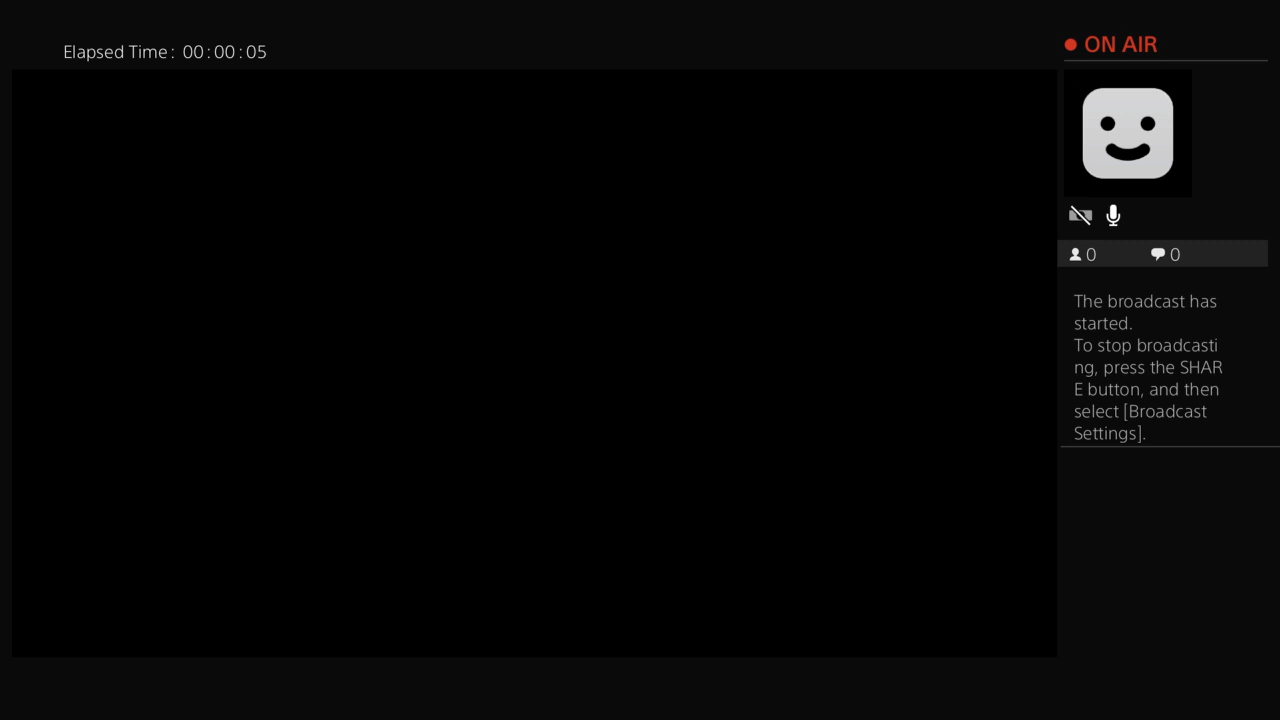 Elapsed Time: 00:00:05
ON AIR
0 0
The broadcast has
started.
To stop broadcasti
ng, press the SHAR
E button, and then
select [Broadcast
Settings].